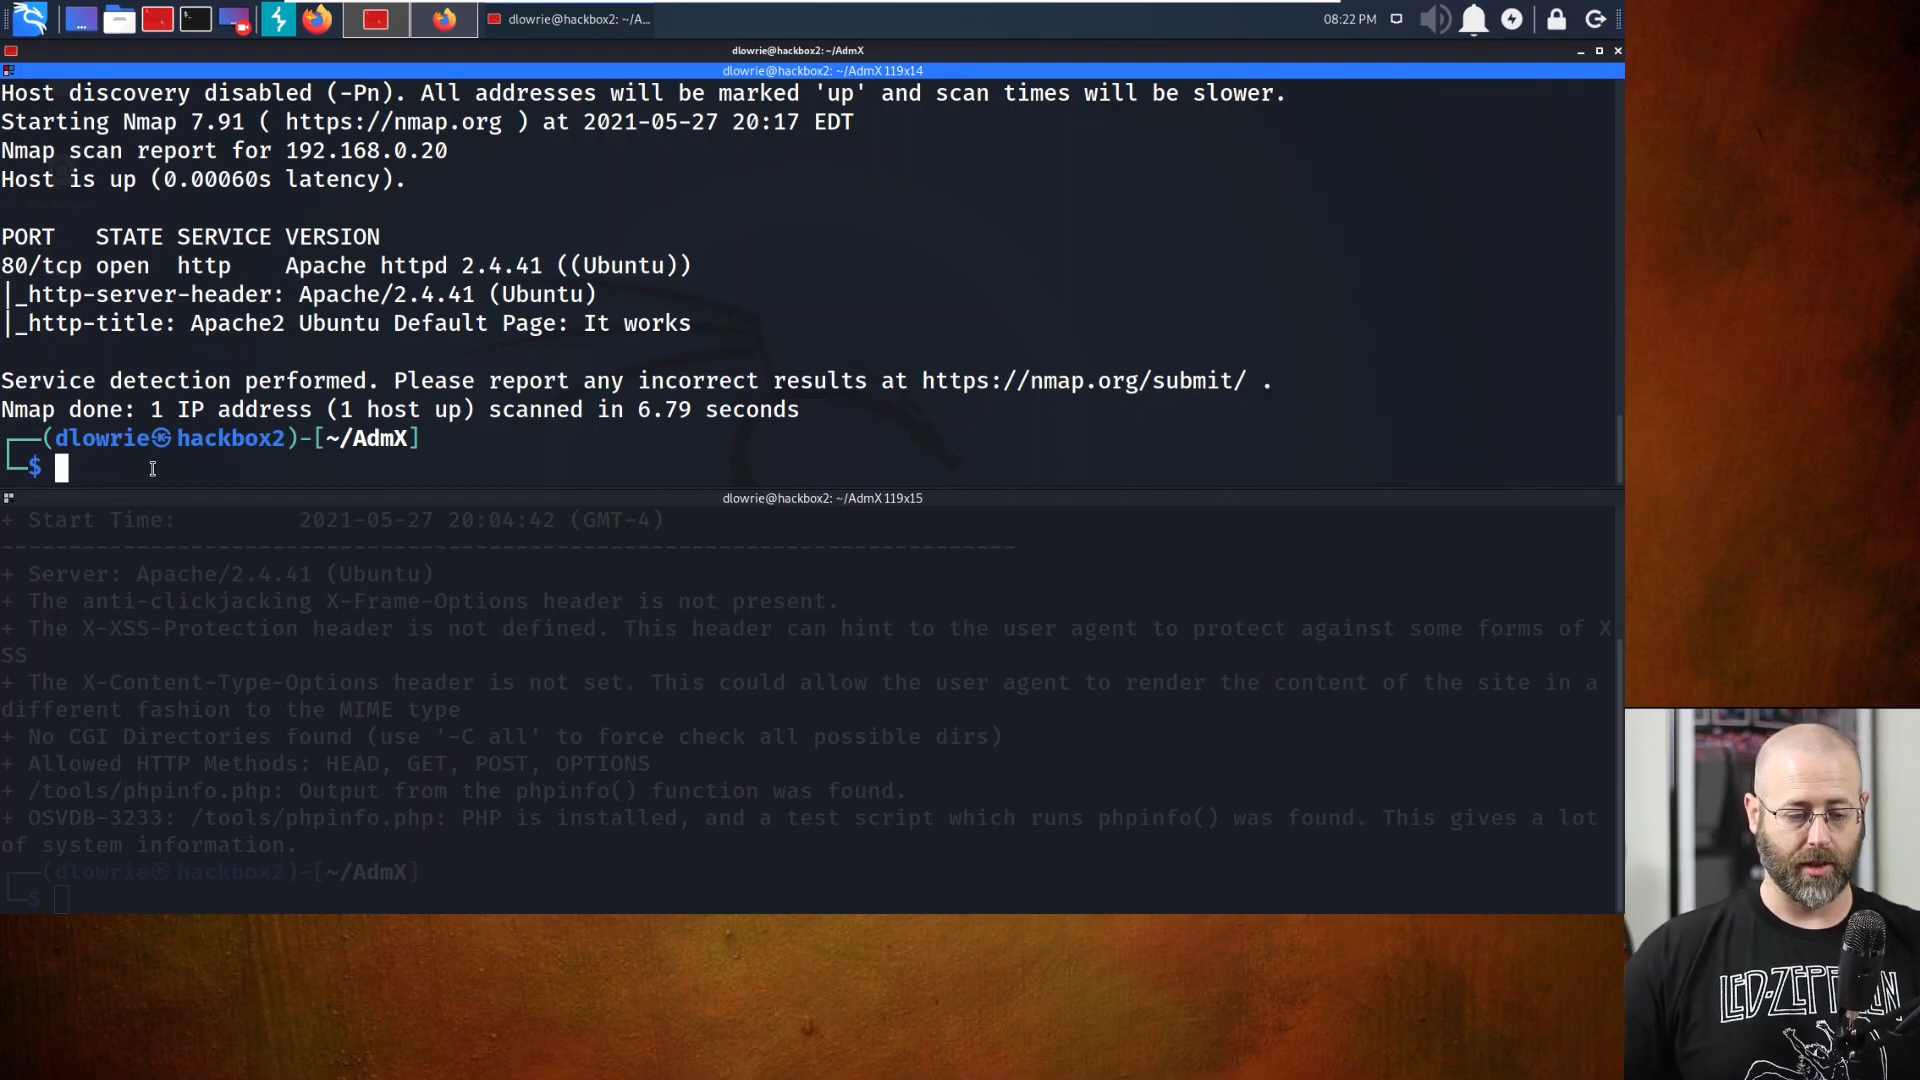 dlowrie@hackbox2: ~/A...
08:22 PM
dlowrie@hackbox2: ~/AdmX
dlowrie@hackbox2: ~/AdmX 119x14
Host discovery disabled (-Pn). All addresses will be marked 'up' and scan times will be slower.
Starting Nmap 7.91 ( https://nmap.org ) at 2021-05-27 20:17 EDT
Nmap scan report for 192.168.0.20
Host is up (0.00060s latency).
PORT   STATE SERVICE VERSION
80/tcp open  http    Apache httpd 2.4.41 ((Ubuntu))
|_http-server-header: Apache/2.4.41 (Ubuntu)
|_http-title: Apache2 Ubuntu Default Page: It works
Service detection performed. Please report any incorrect results at https://nmap.org/submit/ .
Nmap done: 1 IP address (1 host up) scanned in 6.79 seconds
┌──(dlowrie㉿hackbox2)-[~/AdmX]
└─$
dlowrie@hackbox2: ~/AdmX 119x15
+ Start Time:         2021-05-27 20:04:42 (GMT-4)
---------------------------------------------------------------------------
+ Server: Apache/2.4.41 (Ubuntu)
+ The anti-clickjacking X-Frame-Options header is not present.
+ The X-XSS-Protection header is not defined. This header can hint to the user agent to protect against some forms of X
SS
+ The X-Content-Type-Options header is not set. This could allow the user agent to render the content of the site in a
different fashion to the MIME type
+ No CGI Directories found (use '-C all' to force check all possible dirs)
+ Allowed HTTP Methods: HEAD, GET, POST, OPTIONS
+ /tools/phpinfo.php: Output from the phpinfo() function was found.
+ OSVDB-3233: /tools/phpinfo.php: PHP is installed, and a test script which runs phpinfo() was found. This gives a lot
of system information.
┌──(dlowrie㉿hackbox2)-[~/AdmX]
└─$
LED-ZEPPELIN